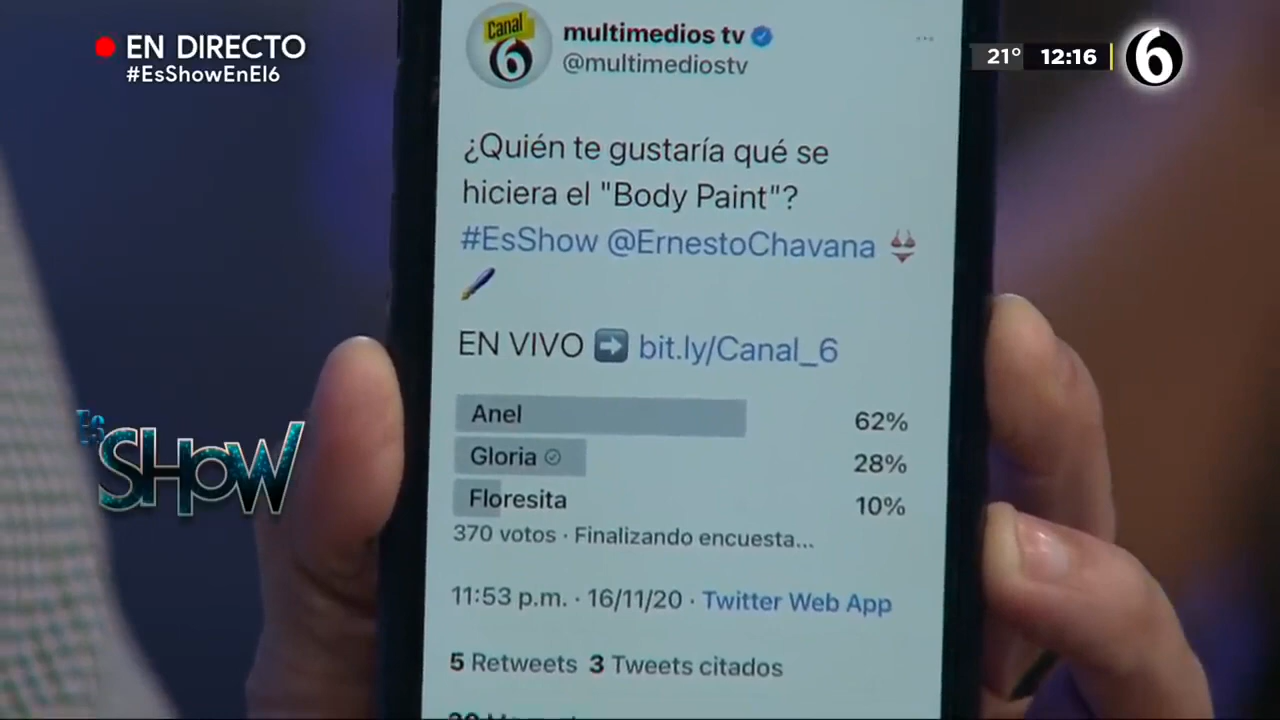 EN DIRECTO
#EsShowEnEl6
21° 12:16 6
Canal
6
multimedios tv
@multimediostv
¿Quién te gustaría qué se
hiciera el "Body Paint"?
#EsShow @ErnestoChavana
EN VIVO ➡ bit.ly/Canal_6
Anel 62%
Gloria 28%
Floresita 10%
370 votos · Finalizando encuesta...
11:53 p.m. · 16/11/20 · Twitter Web App
5 Retweets 3 Tweets citados
Es
SHOW